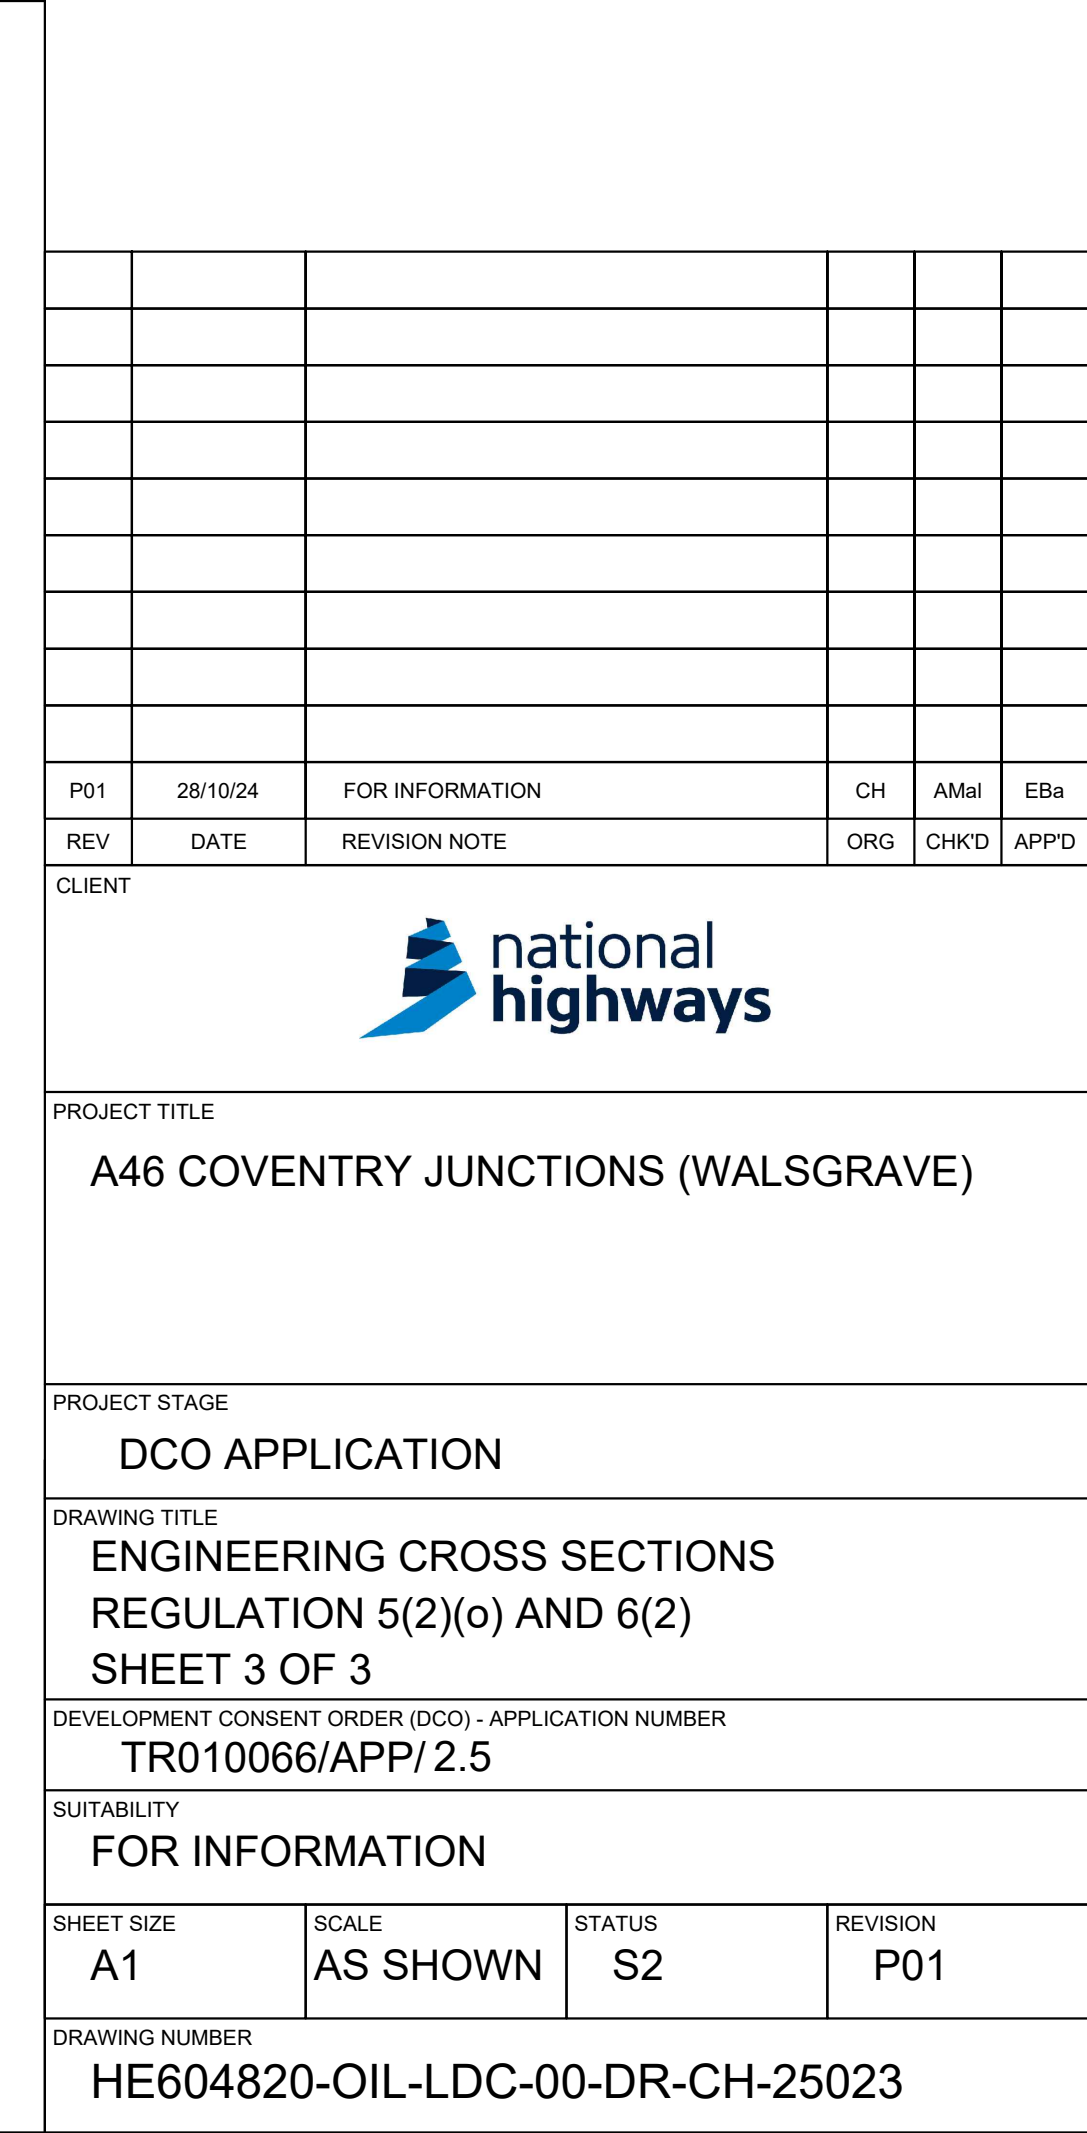 P01 28/10/24 FOR INFORMATION CH AMal EBa
REV DATE REVISION NOTE ORG CHK'D APP'D
CLIENT
national
highways
PROJECT TITLE
A46 COVENTRY JUNCTIONS (WALSGRAVE)
PROJECT STAGE
DCO APPLICATION
DRAWING TITLE
ENGINEERING CROSS SECTIONS
REGULATION 5(2)(o) AND 6(2)
SHEET 3 OF 3
DEVELOPMENT CONSENT ORDER (DCO) - APPLICATION NUMBER
TR010066/APP/ 2.5
SUITABILITY
FOR INFORMATION
SHEET SIZE SCALE STATUS REVISION
A1 AS SHOWN S2 P01
DRAWING NUMBER
HE604820-OIL-LDC-00-DR-CH-25023